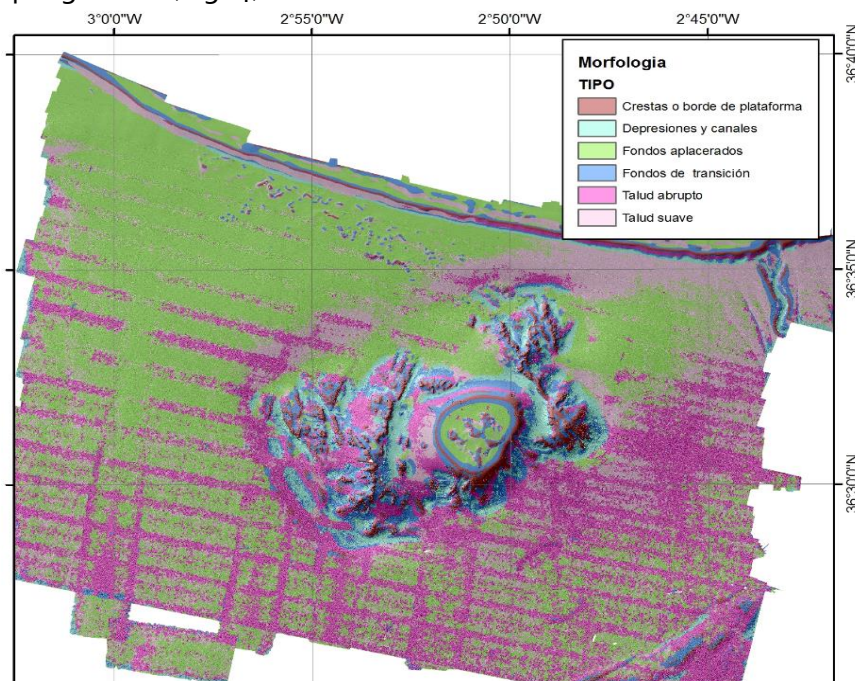 3°0'0"W 2°55'0"W 2°50'0"W 2°45'0"W
Morfologia
TIPO
Crestas o borde de plataforma
Depresiones y canales
Fondos aplacerados
Fondos de transición
Talud abrupto
Talud suave
36°40'0"N
36°35'0"N
36°30'0"N